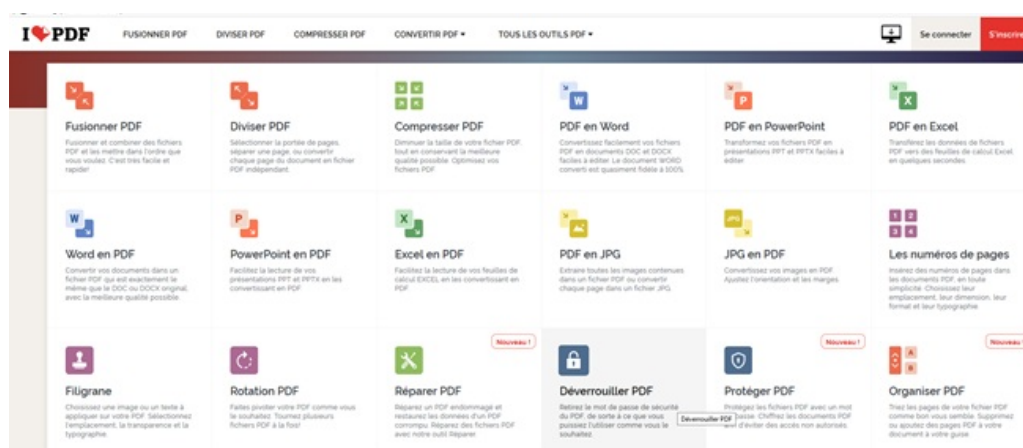 I PDF
FUSIONNER PDF
DIVISER PDF
COMPRESSER PDF
CONVERTIR PDF
TOUS LES OUTILS PDF
Se connecter
S'inscrire
Fusionner PDF
Fusionner et combiner des fichiers
PDF et les mettre dans l'ordre que
vous voulez. C'est très facile et
rapide!
Diviser PDF
Sélectionner la portée de pages,
séparer une page, ou convertir
chaque page du document en fichier
PDF indépendant.
Compresser PDF
Diminuer la taille de votre fichier PDF,
tout en conservant la meilleure
qualité possible. Optimisez vos
fichiers PDF.
PDF en Word
W
Convertissez facilement vos fichiers
PDF en documents DOC et DOCX
faciles à éditer. Le document WORD
converti est quasiment fidèle à 100%.
P
PDF en PowerPoint
Transformez vos fichiers PDF en
présentations PPT et PPTX faciles à
éditer.
X
PDF en Excel
Transférez les données de fichiers
PDF vers des feuilles de calcul Excel
en quelques secondes.
W
Word en PDF
Convertir vos documents dans un
fichier PDF qui est exactement le
même que le DOC ou DOCX original,
avec la meilleure qualité possible.
P
PowerPoint en PDF
Facilitez la lecture de vos
présentations PPT et PPTX en les
convertissant en PDF
X
Excel en PDF
Facilitez la lecture de vos feuilles de
calcul EXCEL en les convertissant en
PDF.
PDF en JPG
Extraire toutes les images contenues
dans un fichier PDF ou convertir
chaque page dans un fichier JPG.
JPG
JPG en PDF
Convertissez vos images en PDF.
Ajustez l'orientation et les marges.
1 2
3 4
Les numéros de pages
Insérez des numéros de pages dans
les documents PDF, en toute
simplicité. Choisissez leur
emplacement, leur dimension, leur
format et leur typographie
Filigrane
Choisissez une image ou un texte à
appliquer sur votre PDF. Sélectionnez
l'emplacement, la transparence et la
typographie.
Rotation PDF
Faites pivoter votre PDF comme vous
le souhaitez. Tournez plusieurs
fichiers PDF à la fois!
Nouveau !
Réparer PDF
Réparez un PDF endommagé et
restaurez les données d'un PDF
corrompu. Réparez des fichiers PDF
avec notre outil Réparer.
Déverrouiller PDF
Retirez le mot de passe de sécurité
du PDF, de sorte à ce que vous
puissiez l'utiliser comme vous le
souhaitez.
Déverrouiller PDF
Nouveau !
Protéger PDF
Protégez les fichiers PDF avec un mot
passe. Chiffrez les documents PDF
d'éviter des accès non autorisés.
Nouveau !
A
B
Organiser PDF
Triez les pages de votre fichier PDF
comme bon vous semble. Supprimez
ou ajoutez des pages PDF à votre
document à votre guise.